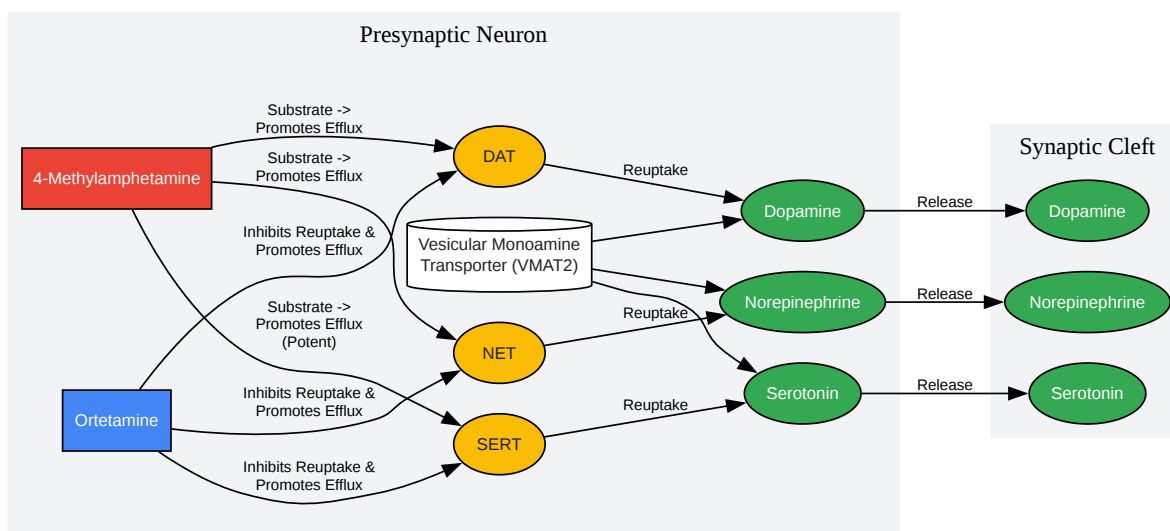 Presynaptic Neuron
Synaptic Cleft
Substrate ->
Promotes Efflux
4-Methylamphetamine
Substrate ->
Promotes Efflux
DAT
Reuptake
Dopamine
Release
Dopamine
Inhibits Reuptake &
Promotes Efflux
Vesicular Monoamine
Transporter (VMAT2)
Norepinephrine
Release
Norepinephrine
Substrate ->
Promotes Efflux
(Potent)
NET
Reuptake
Ortetamine
Inhibits Reuptake &
Promotes Efflux
Serotonin
Release
Serotonin
Reuptake
SERT
Inhibits Reuptake &
Promotes Efflux